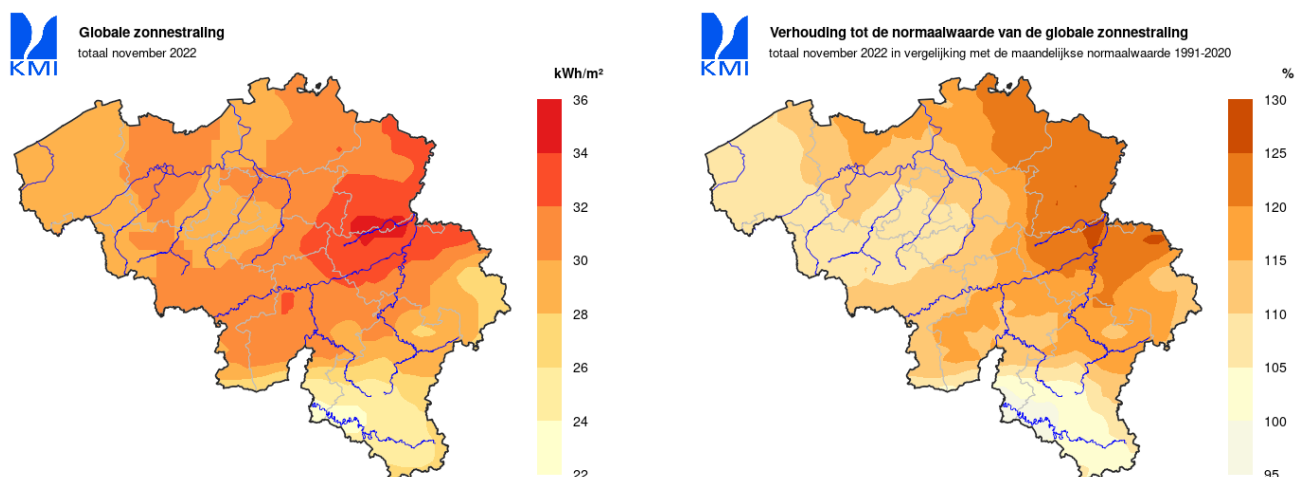 KMI
Globale zonnestraling
totaal november 2022
kWh/m²
36
34
32
30
28
26
24
22
KMI
Verhouding tot de normaalwaarde van de globale zonnestraling
totaal november 2022 in vergelijking met de maandelijkse normaalwaarde 1991-2020
%
130
125
120
115
110
105
100
95